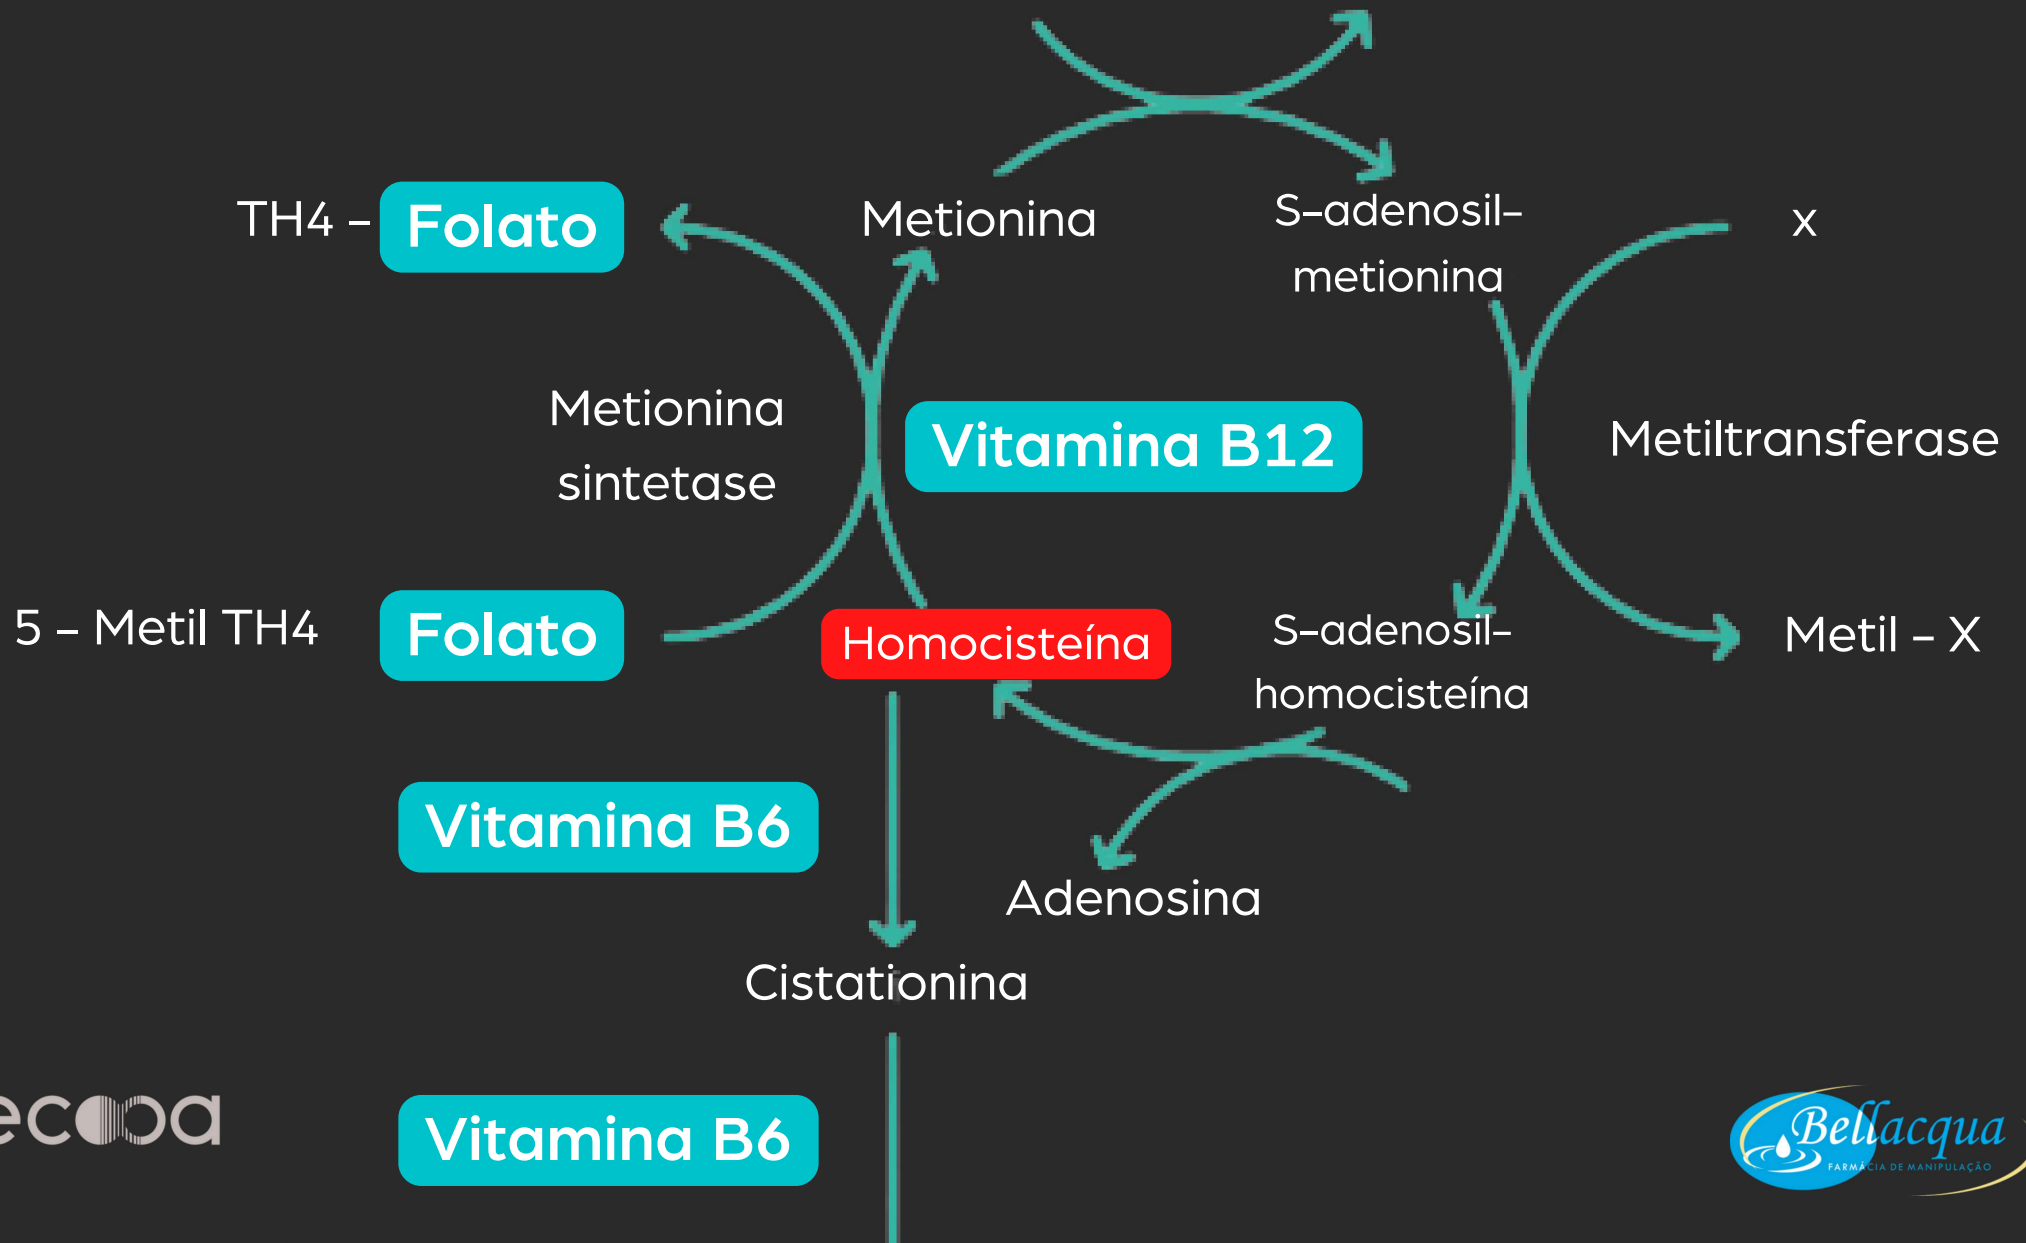 TH4 - Folato
Metionina
S-adenosil-
metionina
x
Metionina
sintetase
Vitamina B12
Metiltransferase
5 - Metil TH4 Folato
Homocisteína
S-adenosil-
homocisteína
Metil - X
Vitamina B6
Adenosina
Cistationina
Vitamina B6
Bellacqua
FARMÁCIA DE MANIPULAÇÃO